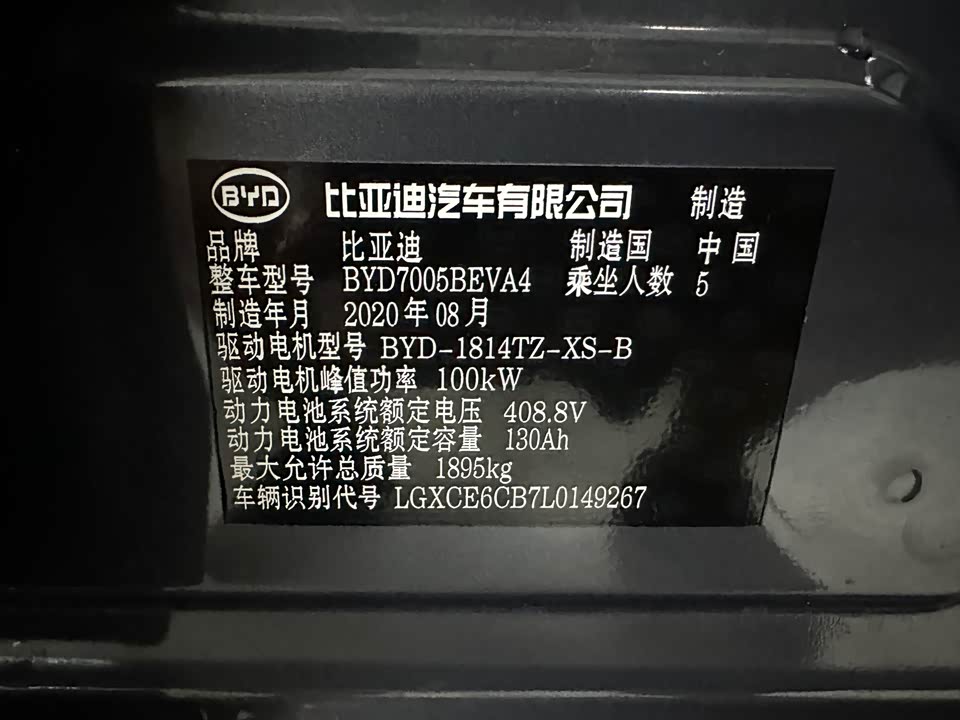 BYD 比亚迪汽车有限公司 制造
品牌 比亚迪 制造国 中国
整车型号 BYD7005BEVA4 乘坐人数 5
制造年月 2020年08月
驱动电机型号 BYD-1814TZ-XS-B
驱动电机峰值功率 100kW
动力电池系统额定电压 408.8V
动力电池系统额定容量 130Ah
最大允许总质量 1895kg
车辆识别代号 LGXCE6CB7L0149267